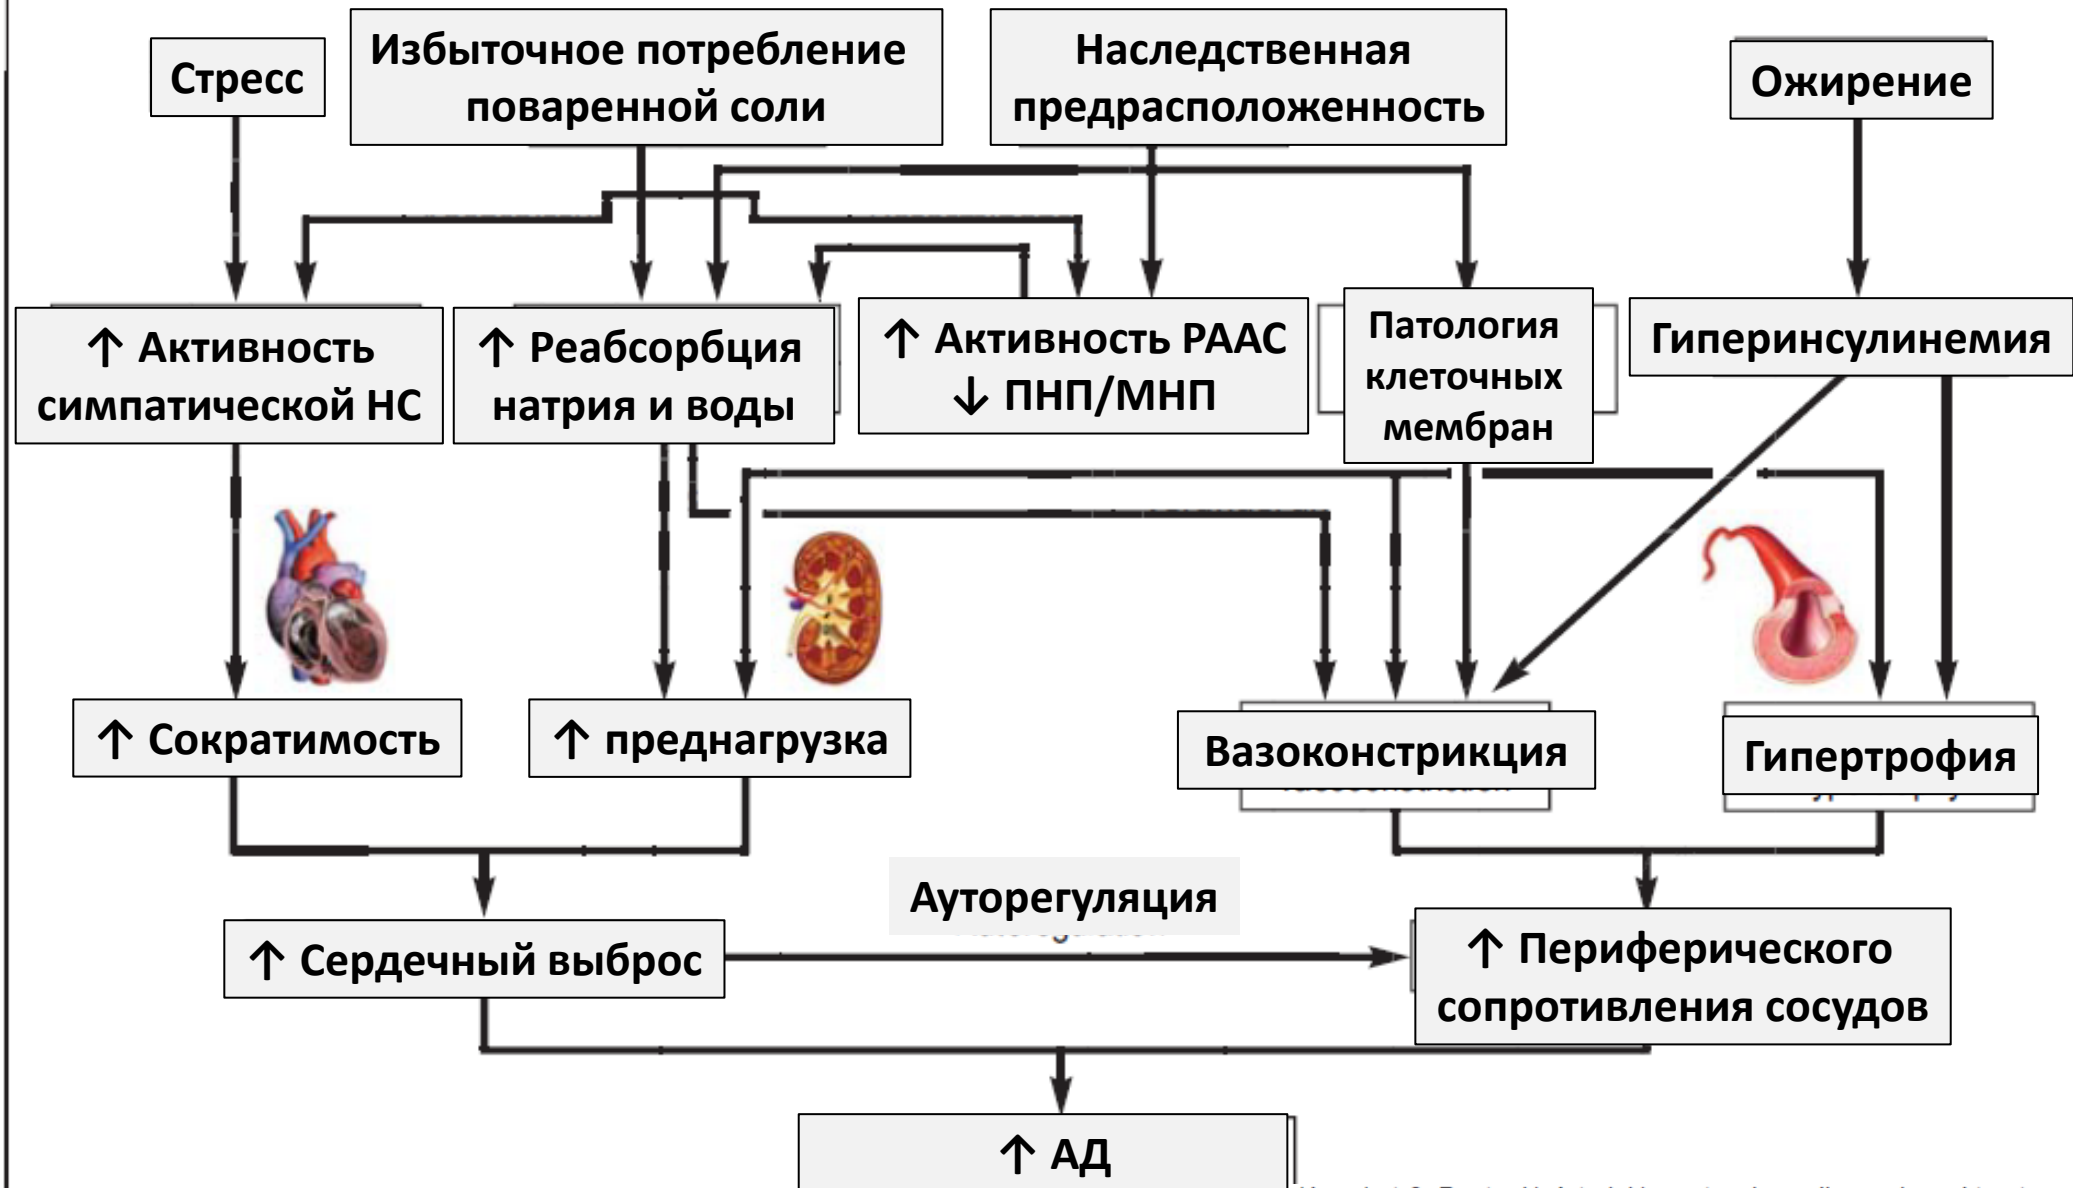 Стресс
Избыточное потребление
поваренной соли
Наследственная
предрасположенность
Ожирение
↑ Активность
симпатической НС
↑ Реабсорбция
натрия и воды
↑ Активность РААС
↓ ПНП/МНП
Патология
клеточных
мембран
Гиперинсулинемия
↑ Сократимость
↑ преднагрузка
Вазоконстрикция
Гипертрофия
Ауторегуляция
↑ Сердечный выброс
↑ Периферического
сопротивления сосудов
↑ АД